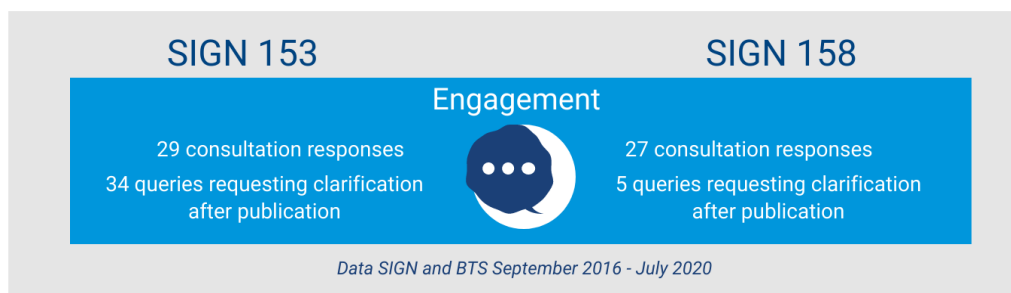 SIGN 153
SIGN 158
Engagement
29 consultation responses
34 queries requesting clarification
after publication
27 consultation responses
5 queries requesting clarification
after publication
Data SIGN and BTS September 2016 - July 2020